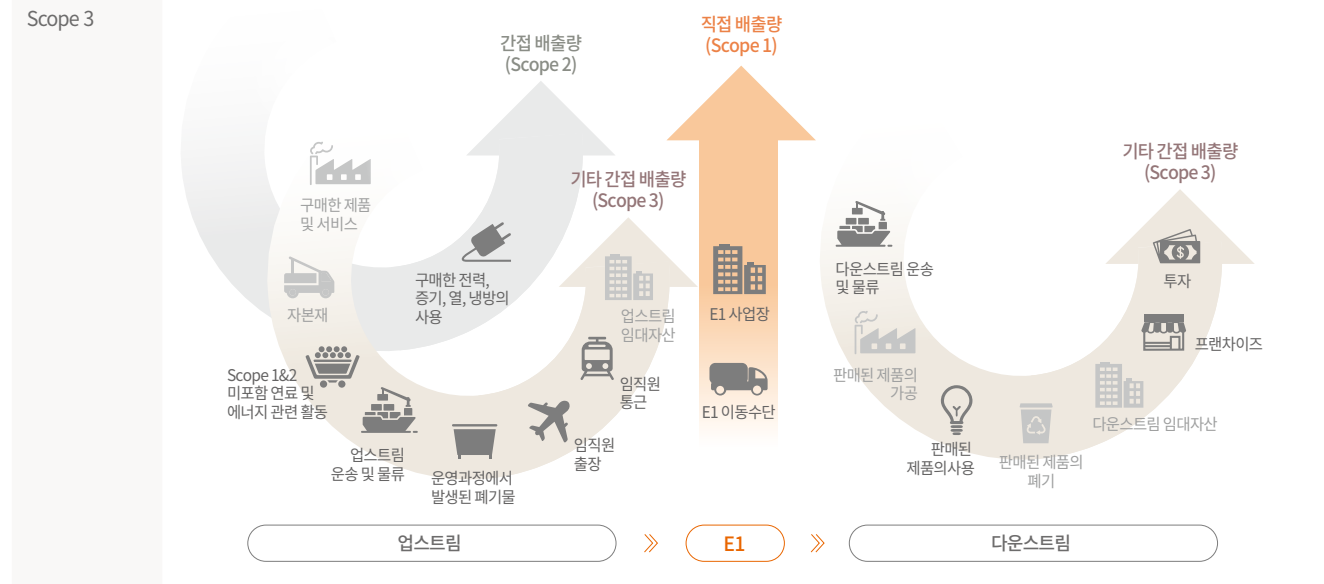 Scope 3
간접 배출량
(Scope 2)
직접 배출량
(Scope 1)
기타 간접 배출량
(Scope 3)
기타 간접 배출량
(Scope 3)
구매한 제품
및 서비스
자본재
Scope 1&2
미포함 연료 및
에너지 관련 활동
업스트림
운송 및 물류
운영과정에서
발생된 폐기물
임직원
출장
임직원
통근
업스트림
임대자산
구매한 전력,
증기, 열, 냉방의
사용
E1 사업장
E1 이동수단
다운스트림 운송
및 물류
판매된 제품의
가공
판매된
제품의사용
판매된 제품의
폐기
다운스트림 임대자산
프랜차이즈
투자
업스트림
E1
다운스트림